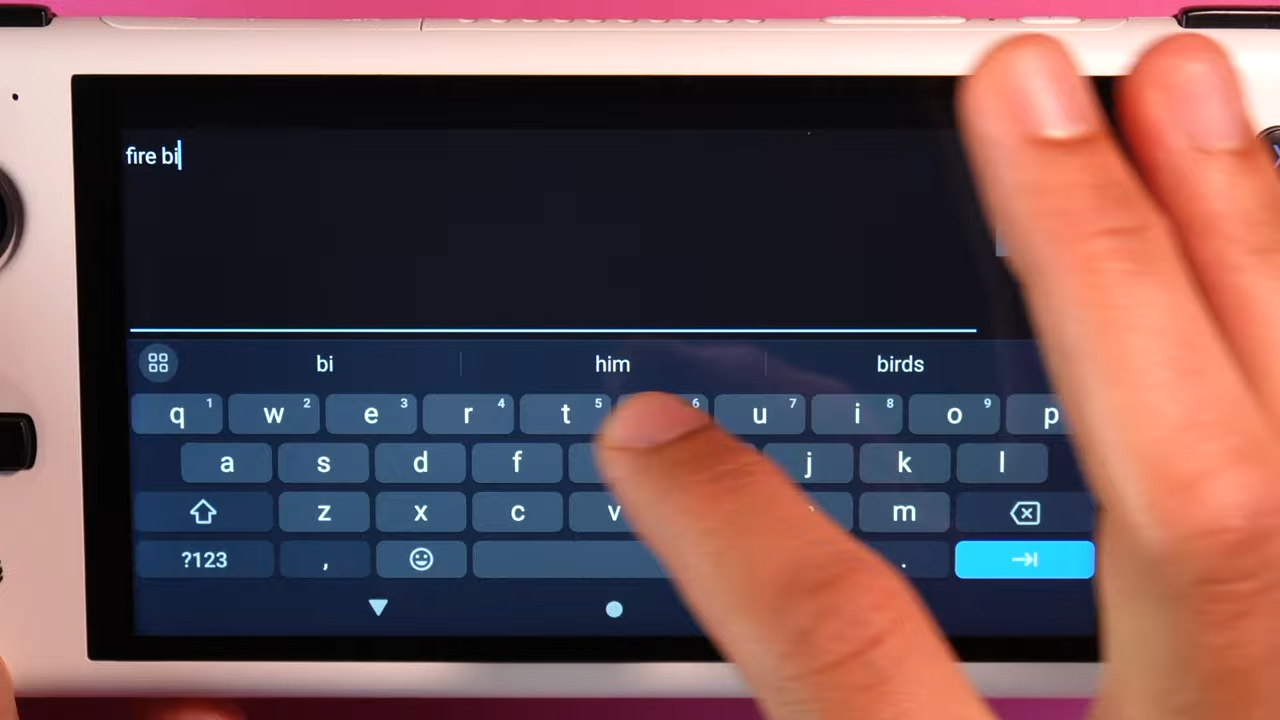 fire bi
bi him birds
q 1 w 2 e 3 r 4 t 5 6 u 7 i 8 o 9 p
a s d f j k l
z x c v m
?123 , .